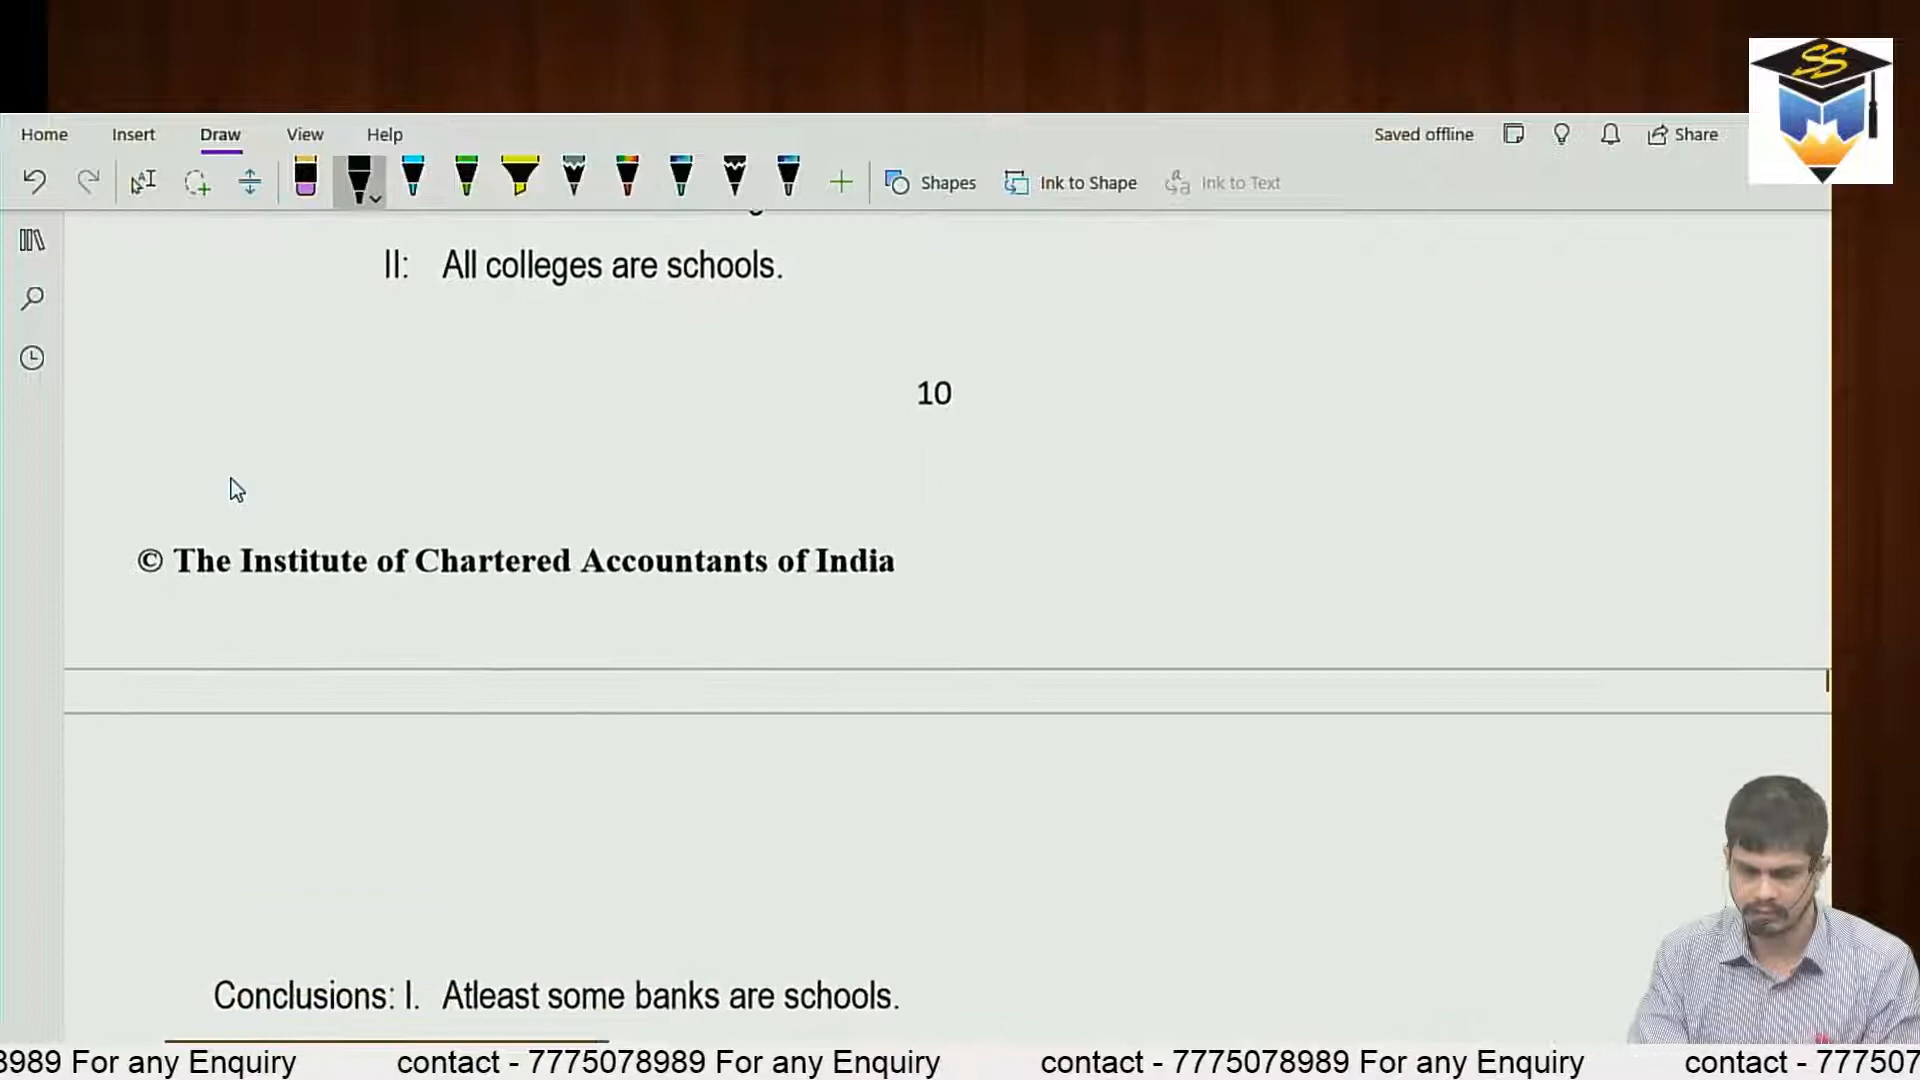 SS
Home Insert Draw View Help Saved offline Share
Shapes Ink to Shape Ink to Text
II: All colleges are schools.
10
© The Institute of Chartered Accountants of India
Conclusions: I. Atleast some banks are schools.
8989 For any Enquiry contact - 7775078989 For any Enquiry contact - 7775078989 For any Enquiry contact - 777507